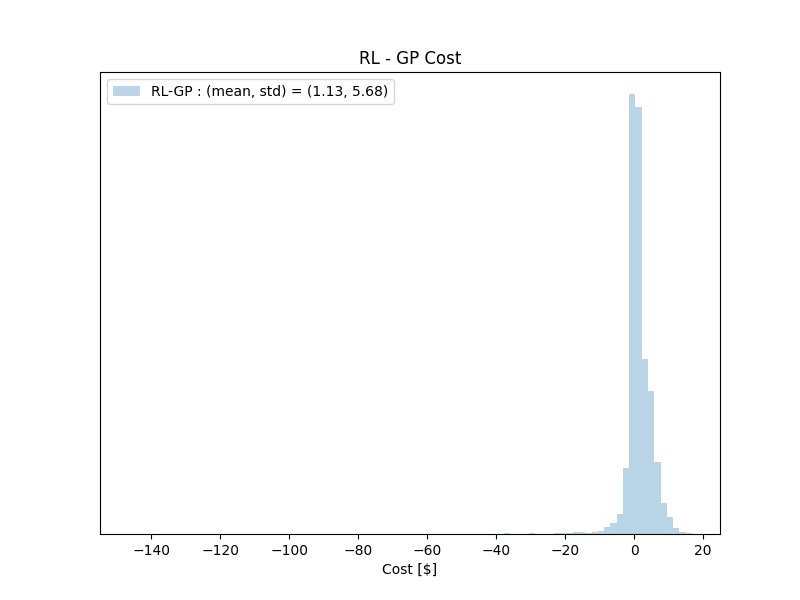 RL - GP Cost
RL-GP : (mean, std) = (1.13, 5.68)
−140 −120 −100 −80 −60 −40 −20 0 20
Cost [$]